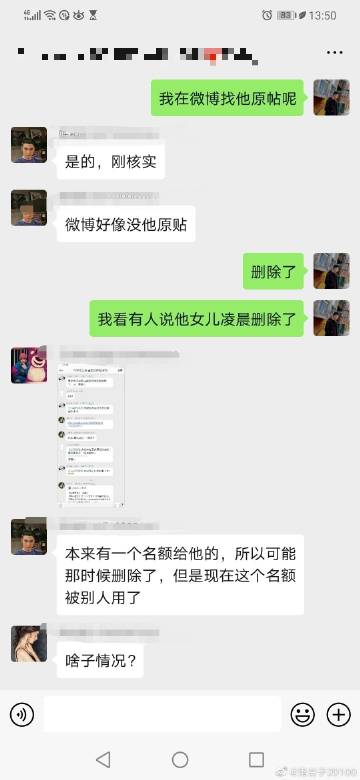 4G
83
13:50
我在微博找他原帖呢
是的，刚核实
微博好像没他原贴
删除了
我看有人说他女儿凌晨删除了
本来有一个名额给他的，所以可能
那时候删除了，但是现在这个名额
被别人用了
啥子情况？